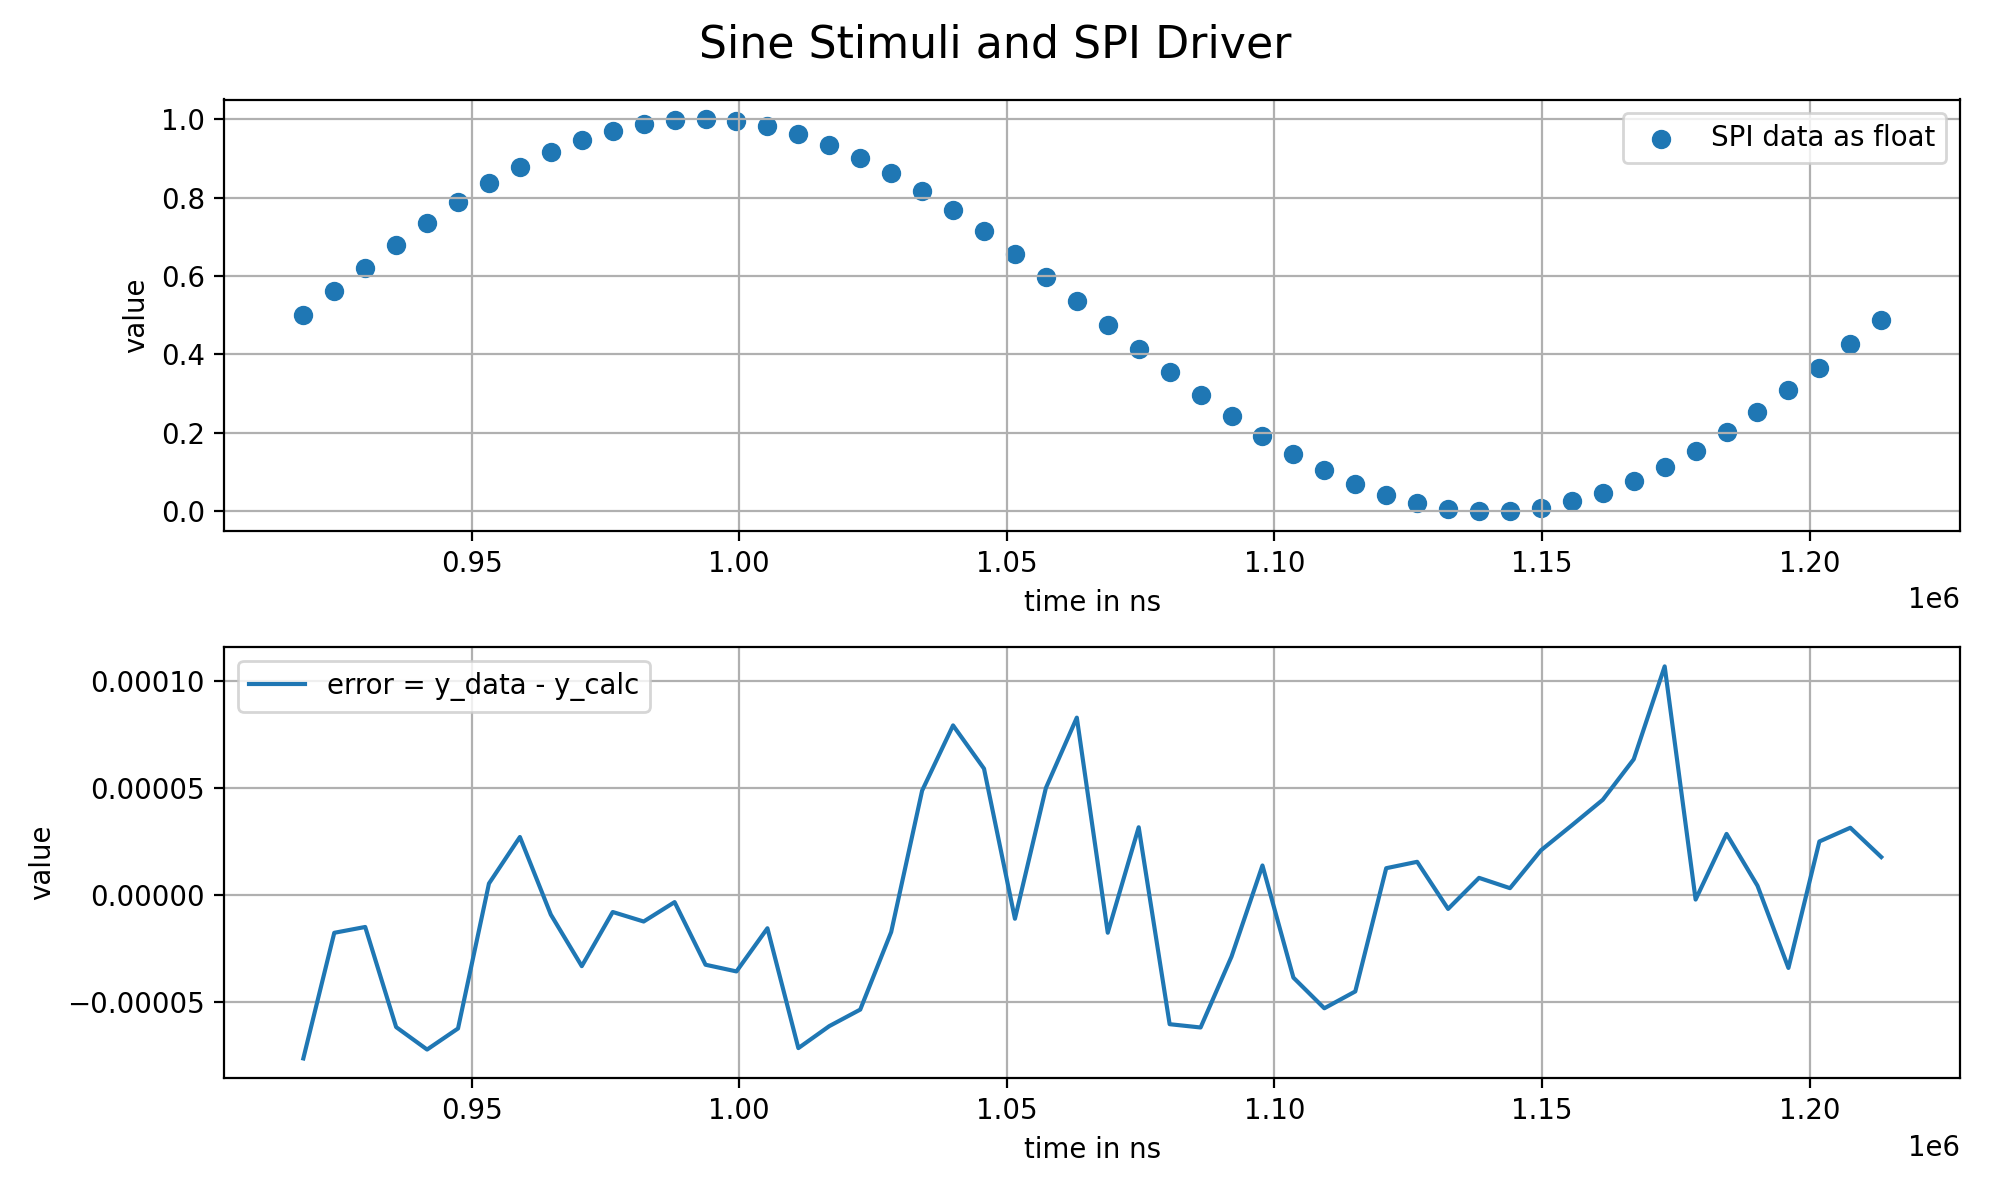 Sine Stimuli and SPI Driver
1.0
0.8
0.6
0.4
0.2
0.0
value
SPI data as float
0.95 1.00 1.05 1.10 1.15 1.20
time in ns
1e6
0.00010
0.00005
0.00000
−0.00005
value
error = y_data - y_calc
0.95 1.00 1.05 1.10 1.15 1.20
time in ns
1e6